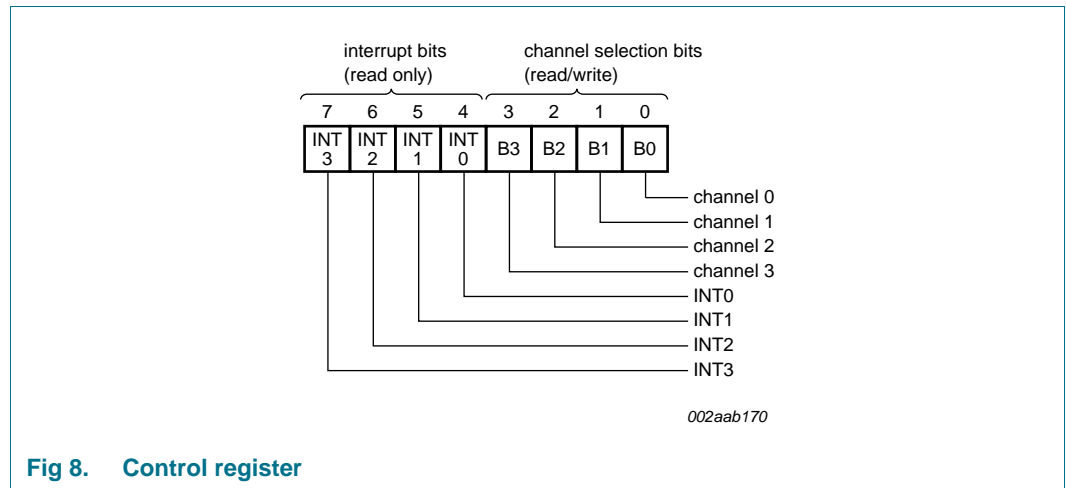 interrupt bits
(read only)
channel selection bits
(read/write)
7 6 5 4 3 2 1 0
INT 3 INT 2 INT 1 INT 0 B3 B2 B1 B0
channel 0
channel 1
channel 2
channel 3
INT0
INT1
INT2
INT3
002aab170
Fig 8. Control register